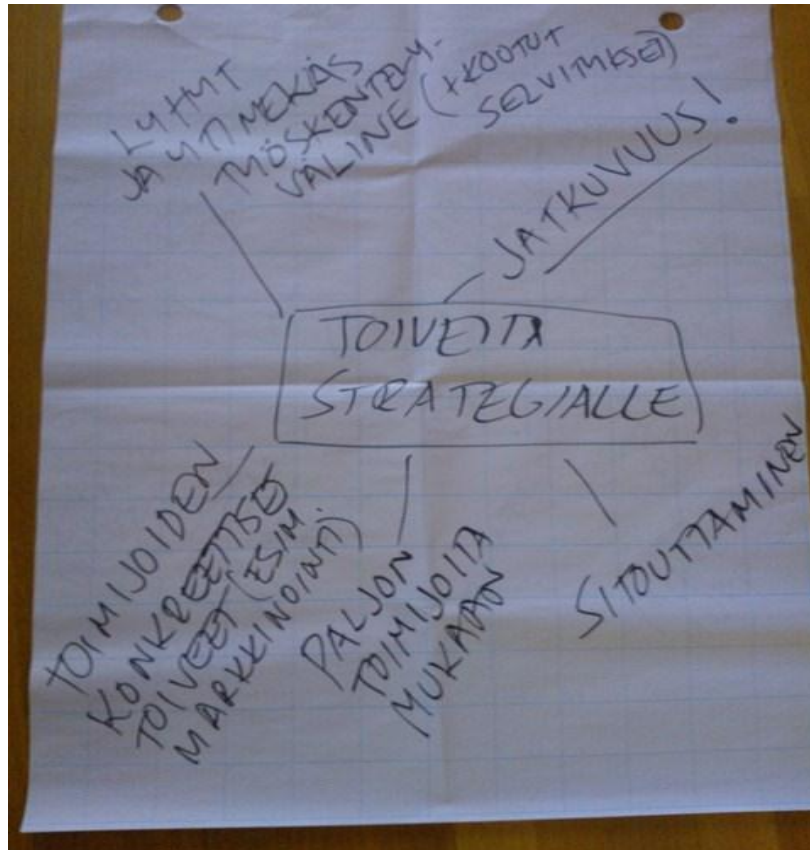 LYHYT
JA YTIMEKÄS
TYÖSKENTELY-
VÄLINE (+KOOTUT
SELVITYKSET)
JATKUVUUS!
TOIVEITA
STRATEGIALLE
TOIMIJOIDEN
KONKREETTISET
TOIVEET (ESIM.
MARKKINOINTI)
PALJON
TOIMIJOITA
MUKAAN
SITOUTTAMINEN